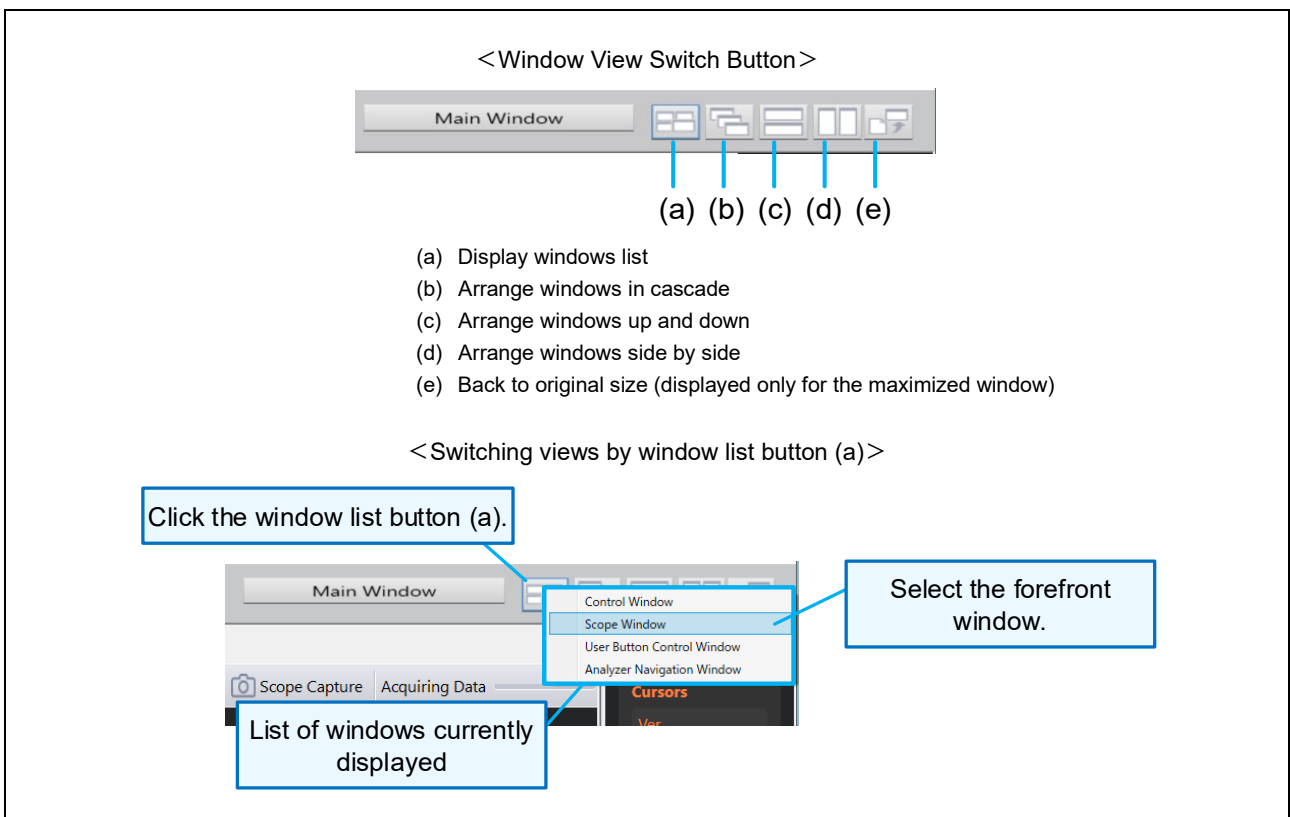 <Window View Switch Button>
Main Window
(a) (b) (c) (d) (e)
(a) Display windows list
(b) Arrange windows in cascade
(c) Arrange windows up and down
(d) Arrange windows side by side
(e) Back to original size (displayed only for the maximized window)
<Switching views by window list button (a)>
Click the window list button (a).
Main Window
Control Window
Scope Window
User Button Control Window
Analyzer Navigation Window
Select the forefront
window.
Scope Capture Acquiring Data
Cursors
Ver
List of windows currently
displayed